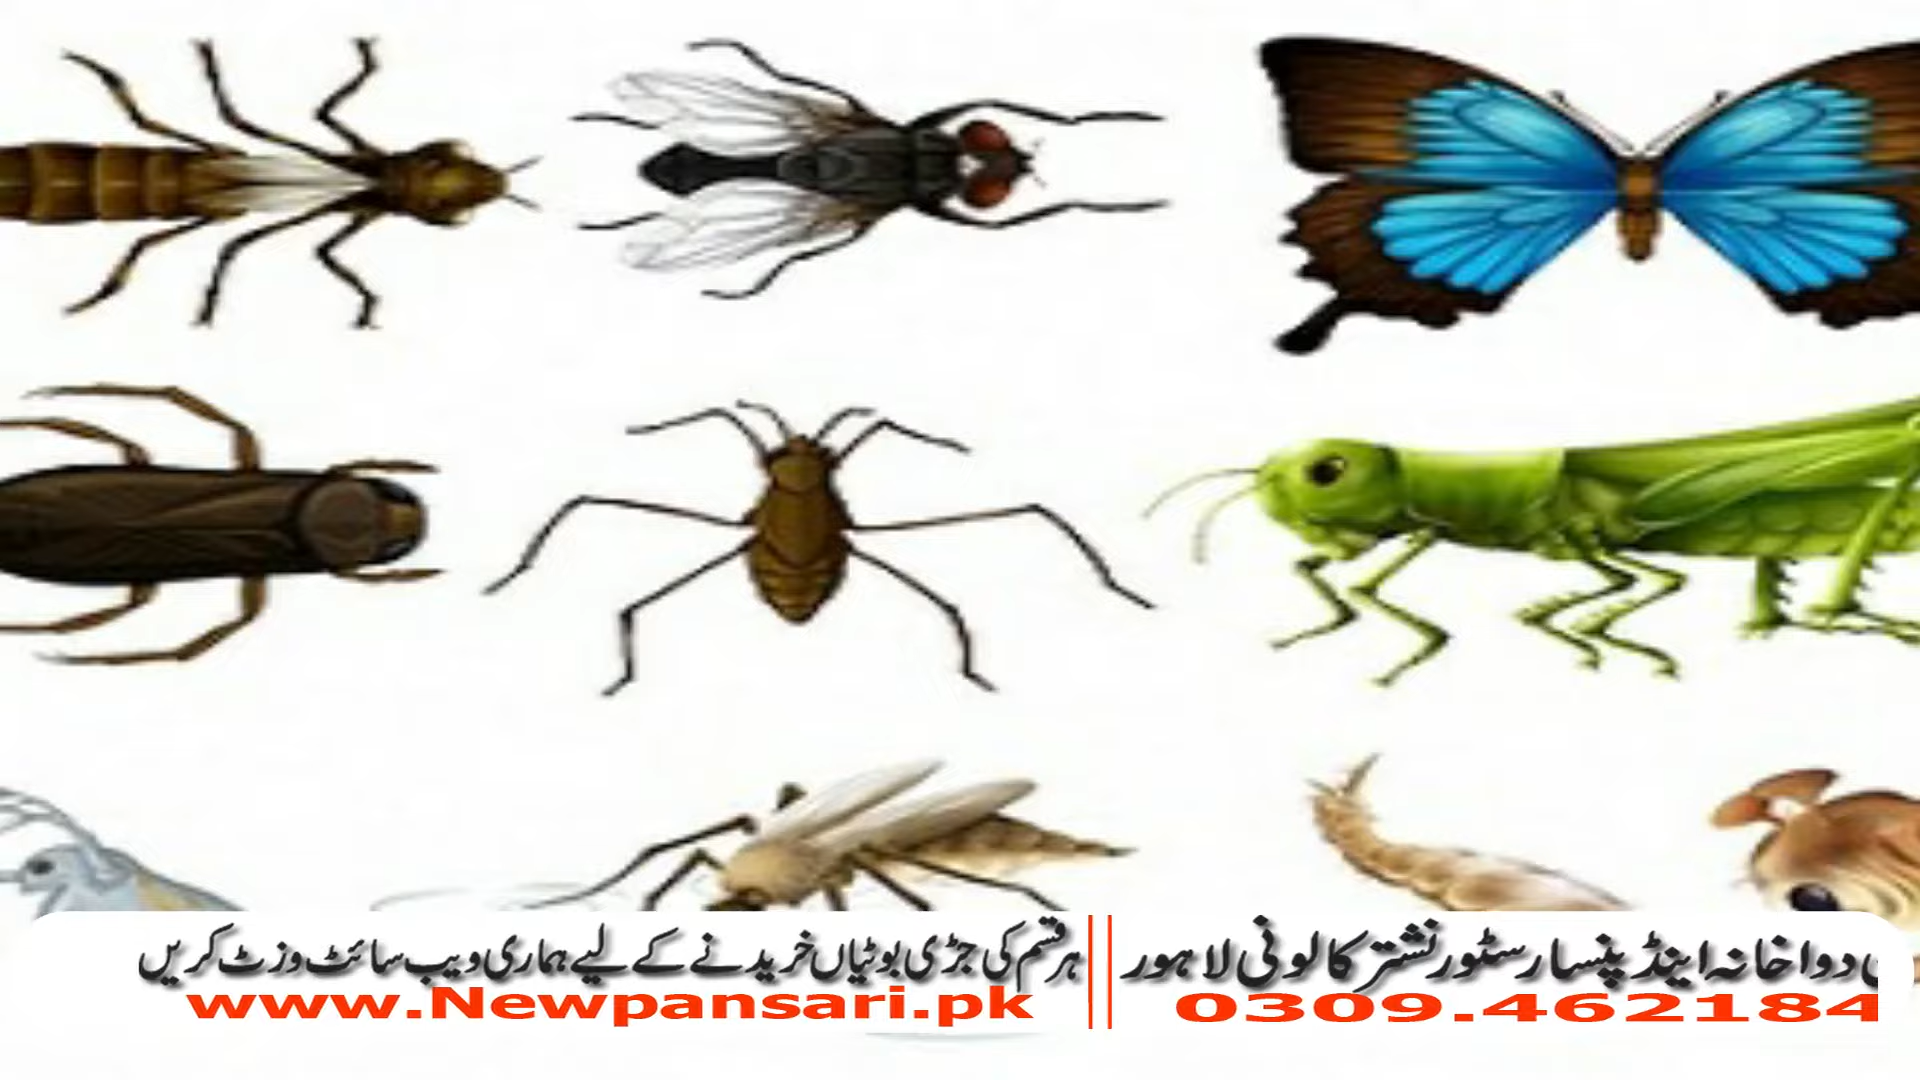 دواخانہ اینڈ پنسار سٹور نشتر کالونی لاہور
0309.462184
ہر قسم کی جڑی بوٹیاں خریدنے کے لیے ہماری ویب سائٹ وزٹ کریں
www.Newpansari.pk